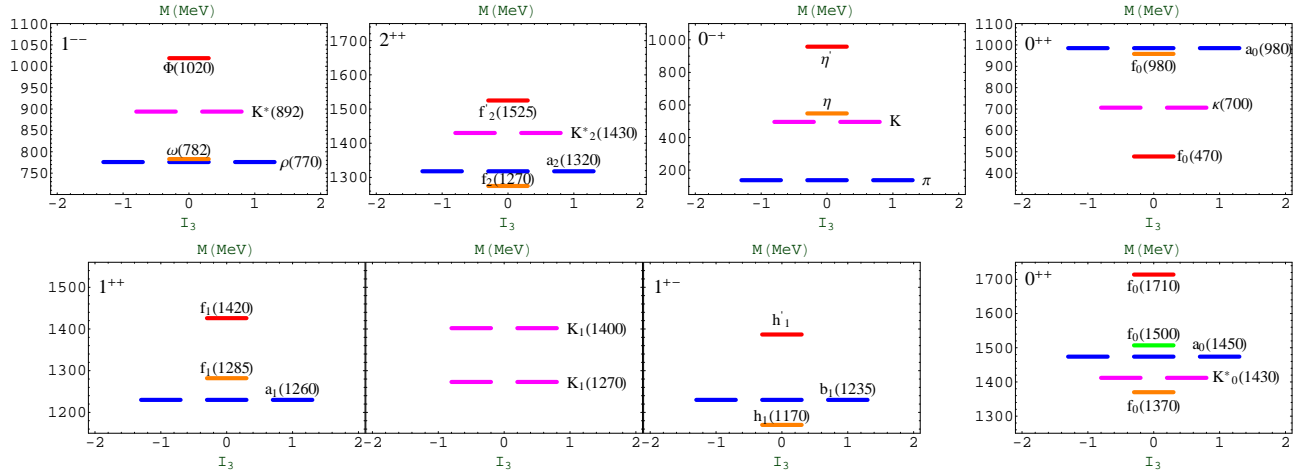 M(MeV)
1100
1050
1000
950
900
850
800
750
1⁻⁻
Φ(1020)
K*(892)
ω(782)
ρ(770)
-2 -1 0 1 2
I₃
M(MeV)
1700
1600
1500
1400
1300
2⁺⁺
f'₂(1525)
K*₂(1430)
a₂(1320)
f₂(1270)
-2 -1 0 1 2
I₃
M(MeV)
1000
800
600
400
200
0⁻⁺
η'
η
K
π
-2 -1 0 1 2
I₃
M(MeV)
1100
1000
900
800
700
600
500
400
0⁺⁺
a₀(980)
f₀(980)
κ(700)
f₀(470)
-2 -1 0 1 2
I₃
M(MeV)
1500
1400
1300
1200
1⁺⁺
f₁(1420)
f₁(1285)
a₁(1260)
-2 -1 0 1 2
I₃
K₁(1400)
K₁(1270)
M(MeV)
1⁺⁻
h'₁
b₁(1235)
h₁(1170)
-2 -1 0 1 2
I₃
M(MeV)
1700
1600
1500
1400
1300
0⁺⁺
f₀(1710)
f₀(1500)
a₀(1450)
K*₀(1430)
f₀(1370)
-2 -1 0 1 2
I₃